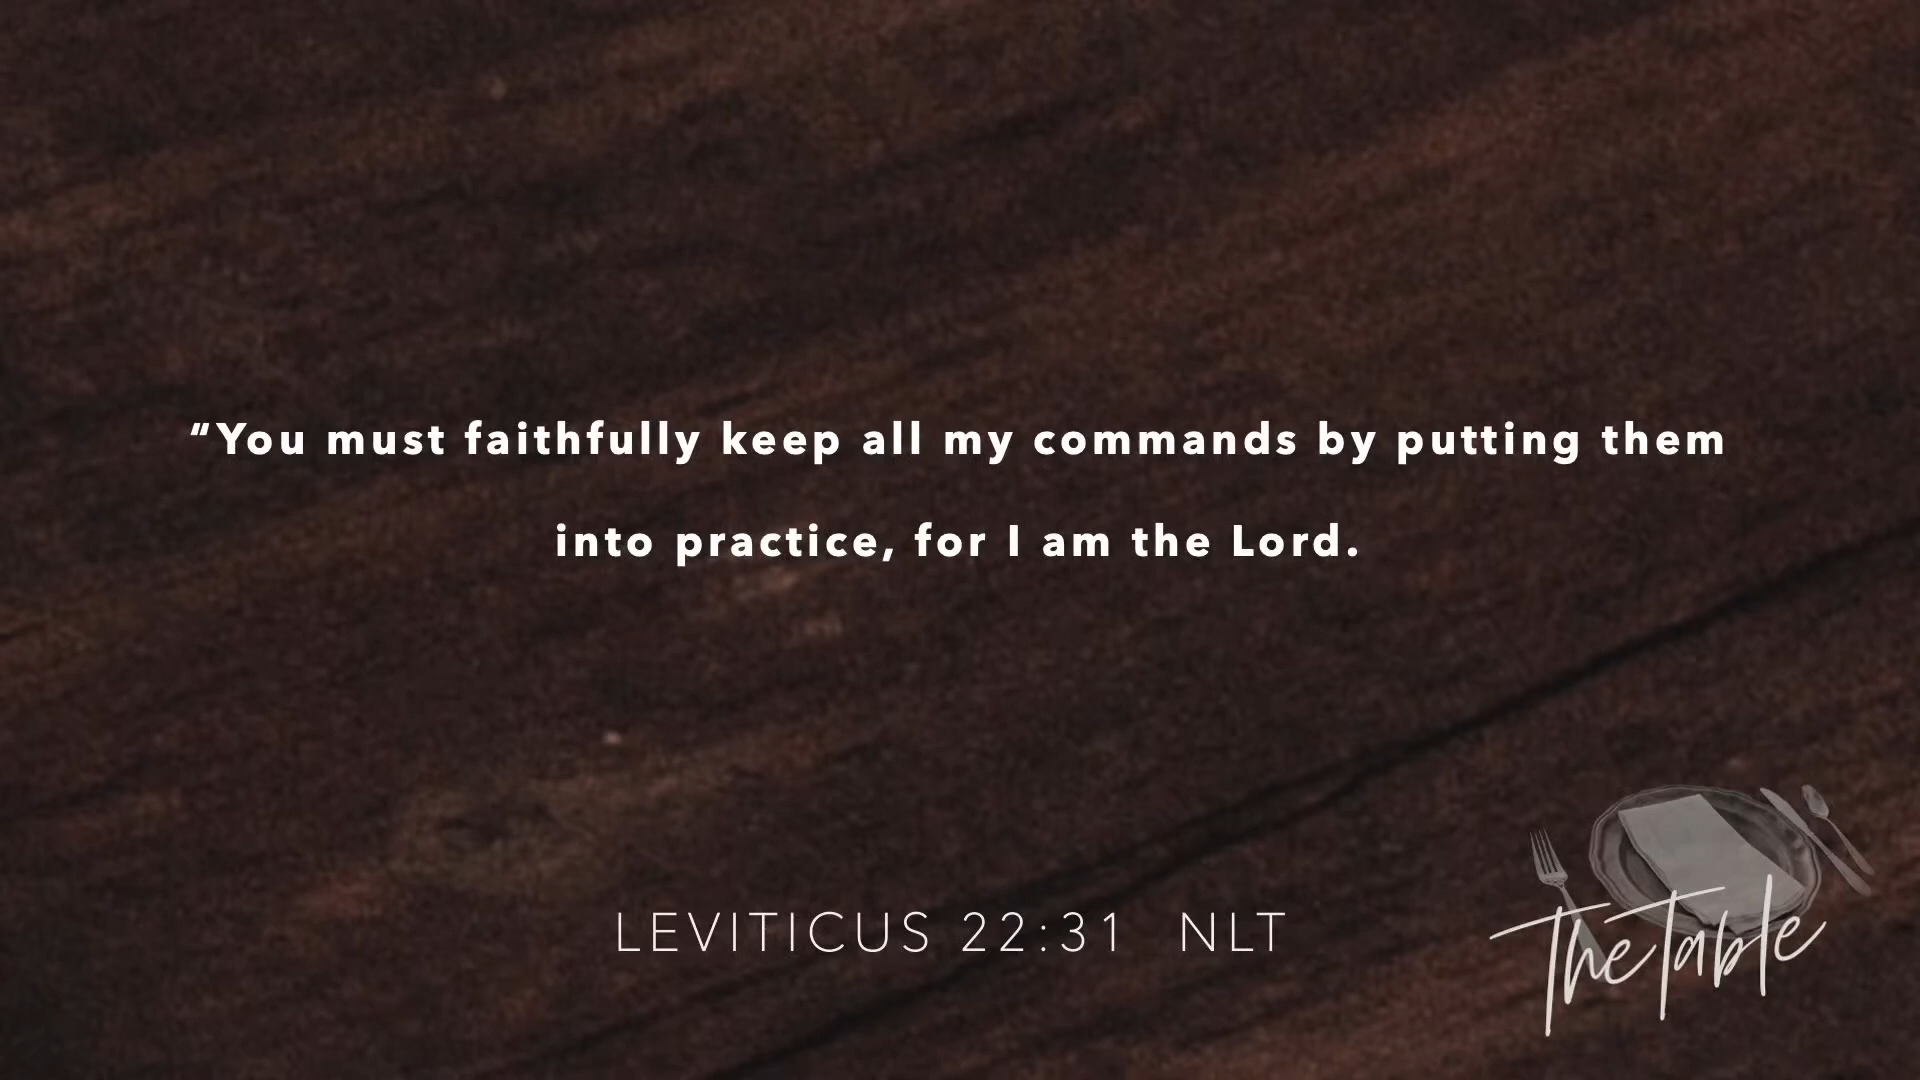 “You must faithfully keep all my commands by putting them
into practice, for I am the Lord.
LEVITICUS 22:31 NLT
The Table